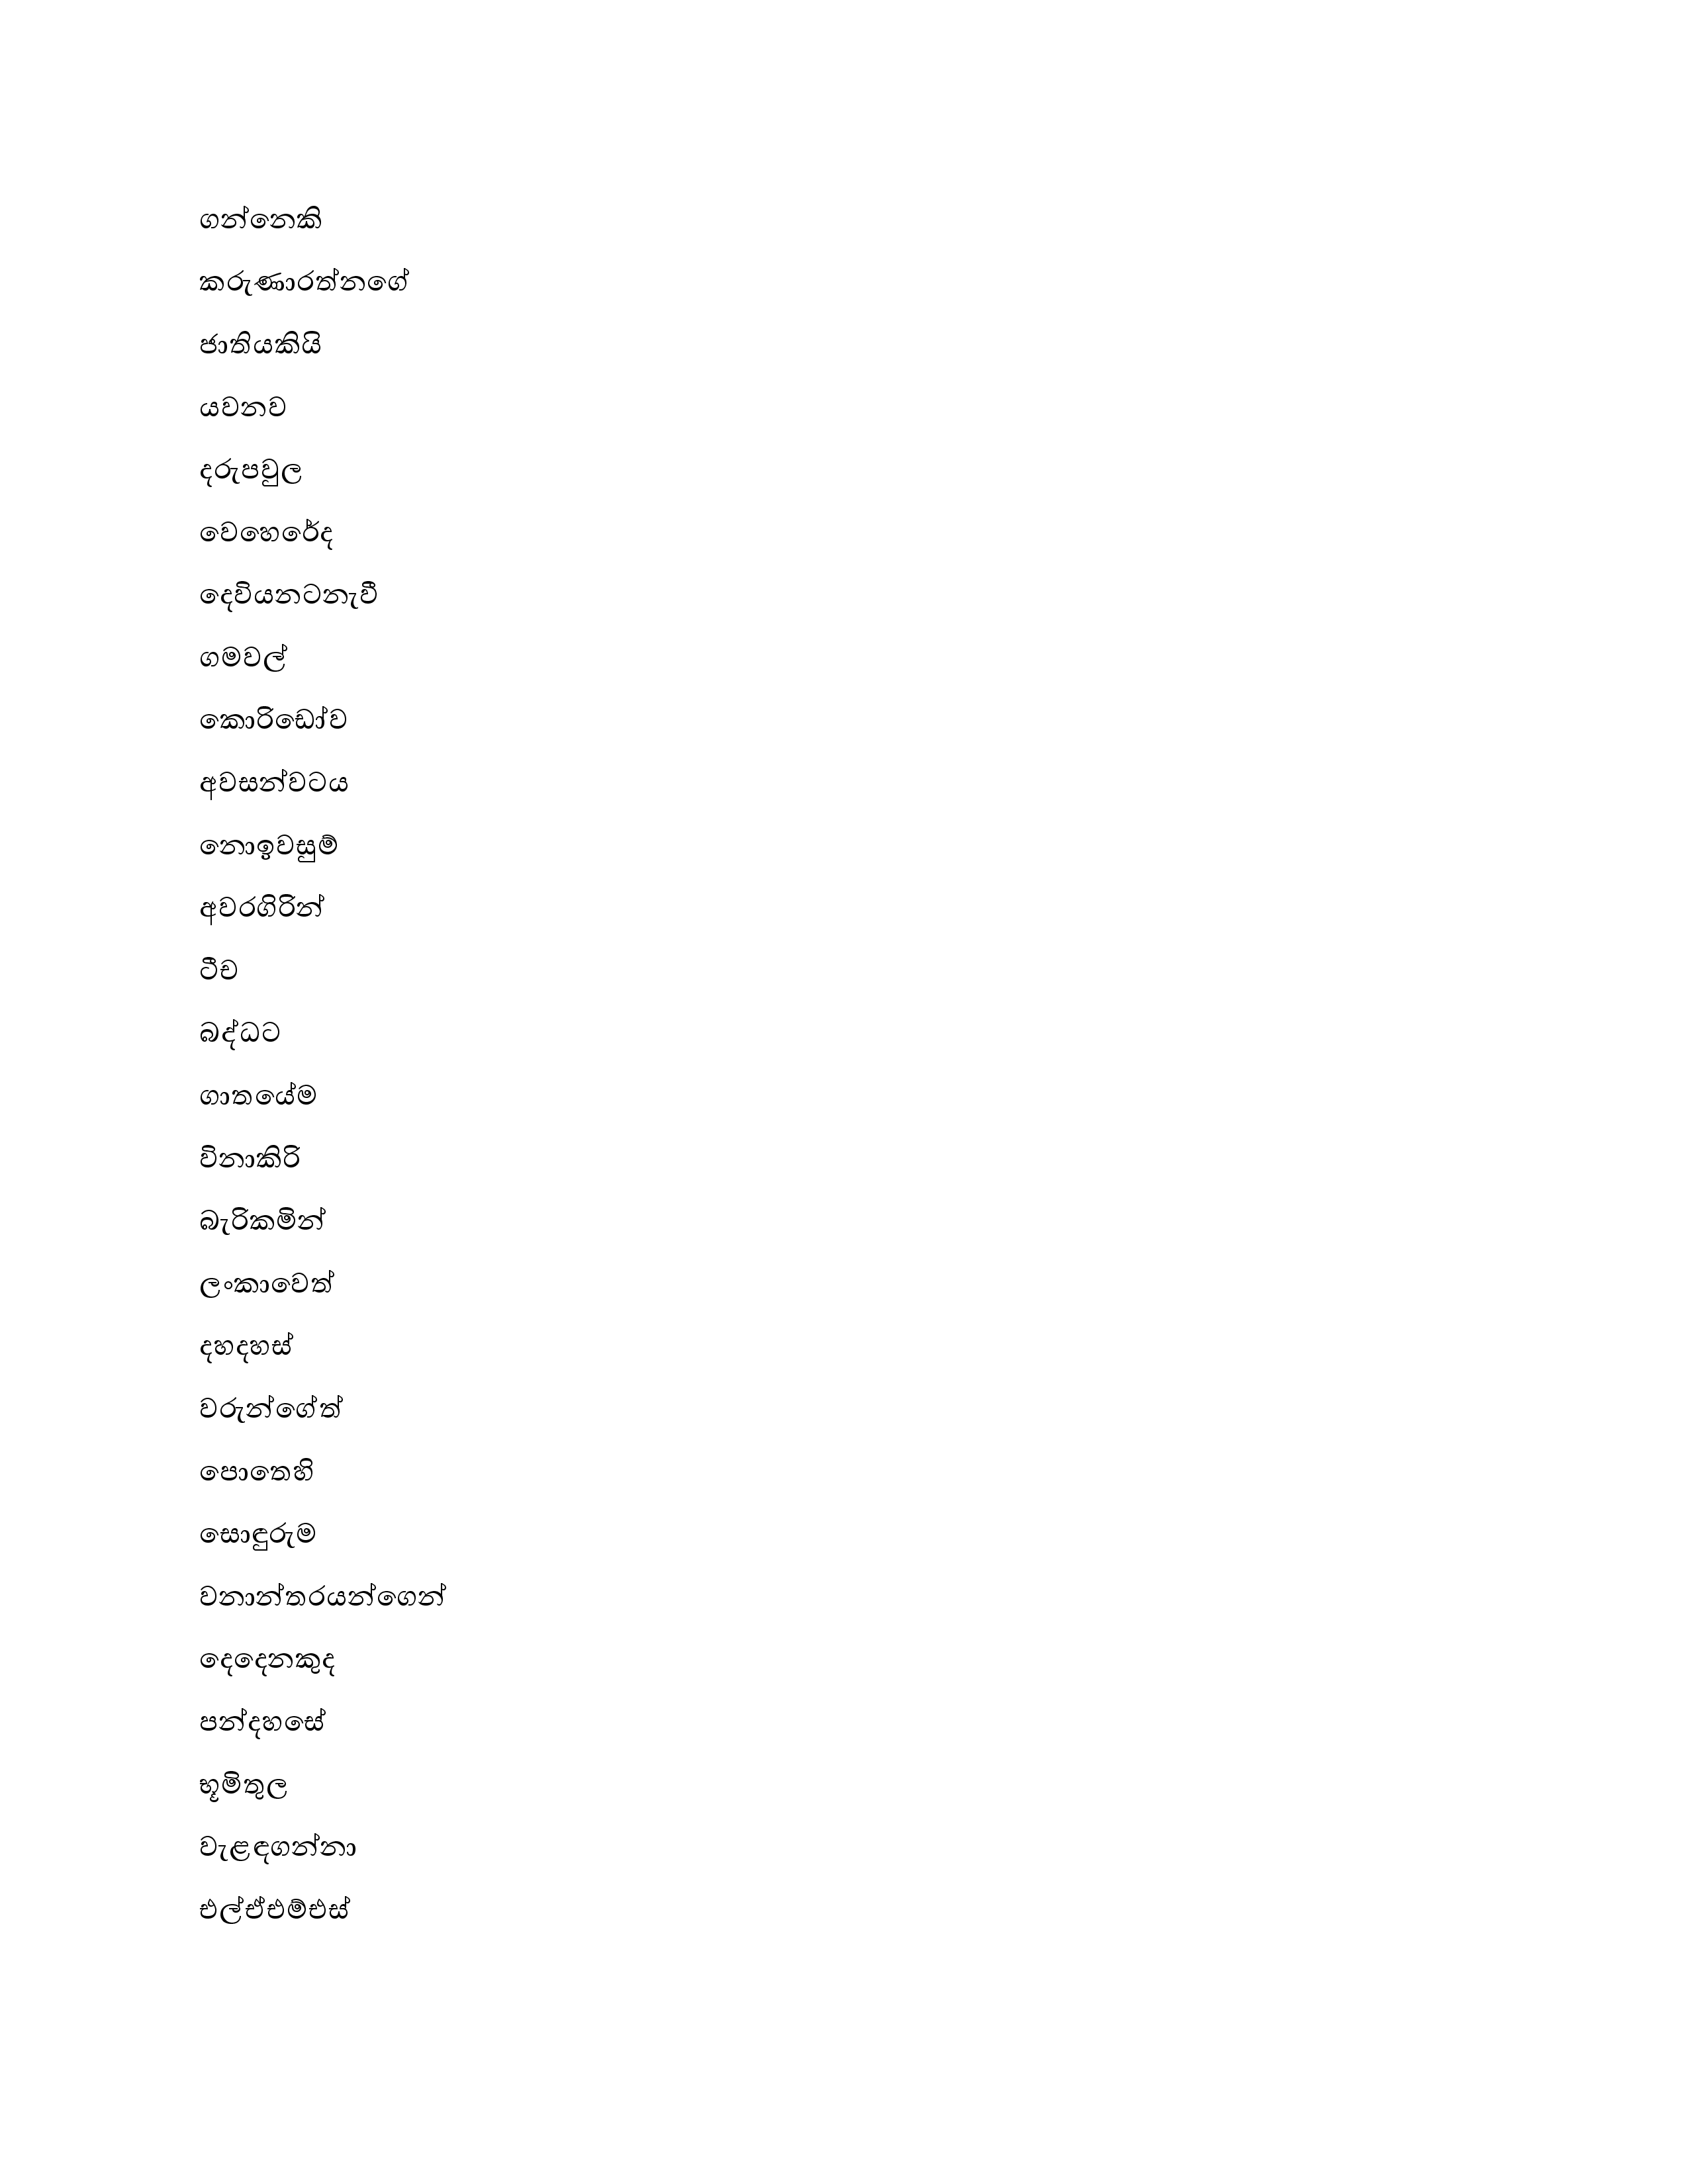 ගන්නෙකි
කරුණාරත්නගේ
ජාතියකියි
යවනව
දරුපවුල
වෙහෙරේද
දෙවියනටනැවී
ගමවල්
කොරිඩෝව
අවසන්වටය
නොඉවසුම්
අවරගිරින්
ටීච
බද්ධට
ගාතයේම
විනාකිරි
බැරිකමින්
ලංකාවෙත්
දහදහස්
වරුන්ගේත්
පොතෙහි
සොඳුරුම
වනාන්තරයන්ගෙන්
දෙදෙනකුද
පන්දහසේ
භූමිතුල
වැළඳගන්නා
එල්ඒඑම්එස්